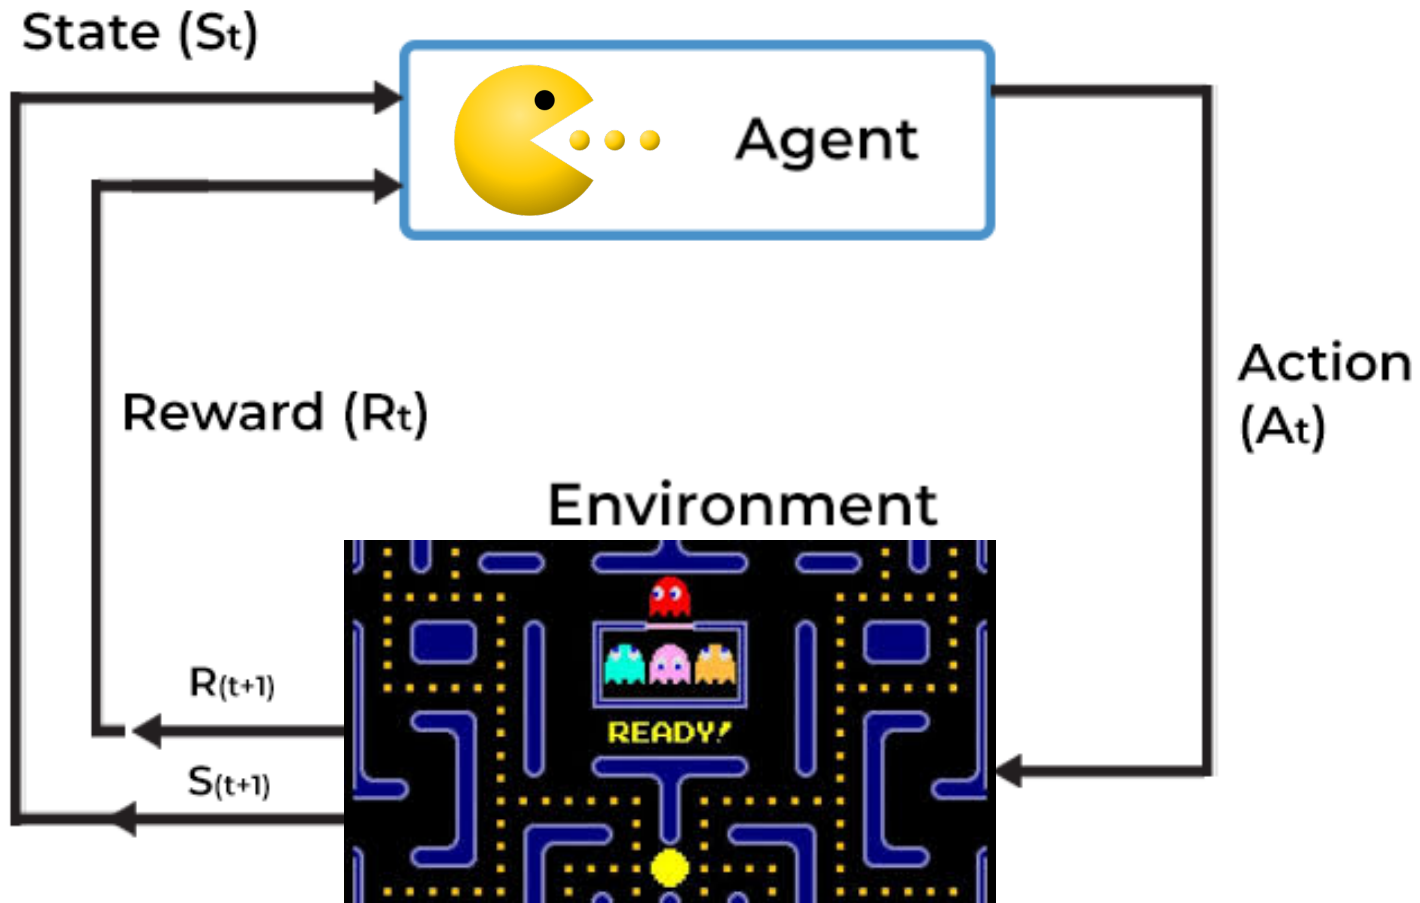 State (St)
Agent
Reward (Rt)
Action
(At)
Environment
R(t+1)
READY!
S(t+1)